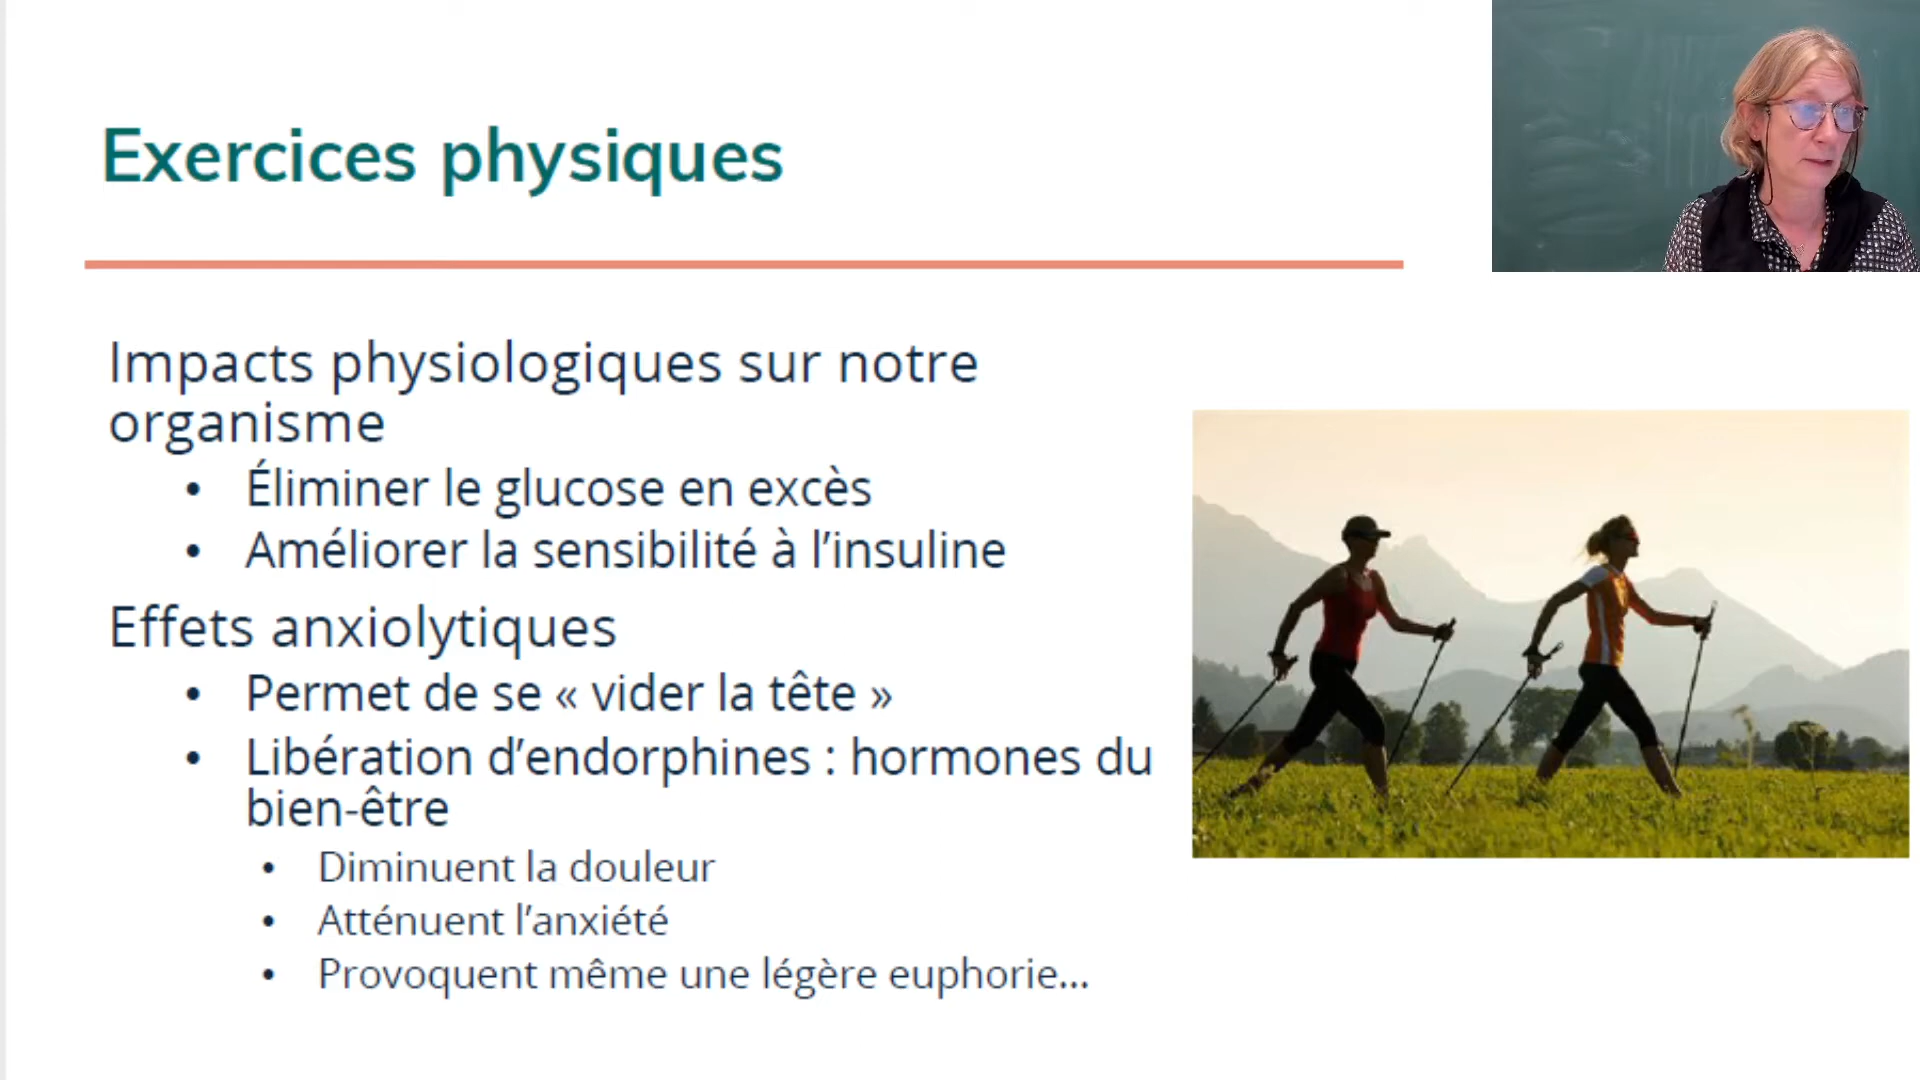 Exercices physiques
Impacts physiologiques sur notre
organisme
• Éliminer le glucose en excès
• Améliorer la sensibilité à l’insuline
Effets anxiolytiques
• Permet de se « vider la tête »
• Libération d’endorphines : hormones du
bien-être
• Diminuent la douleur
• Atténuent l’anxiété
• Provoquent même une légère euphorie...